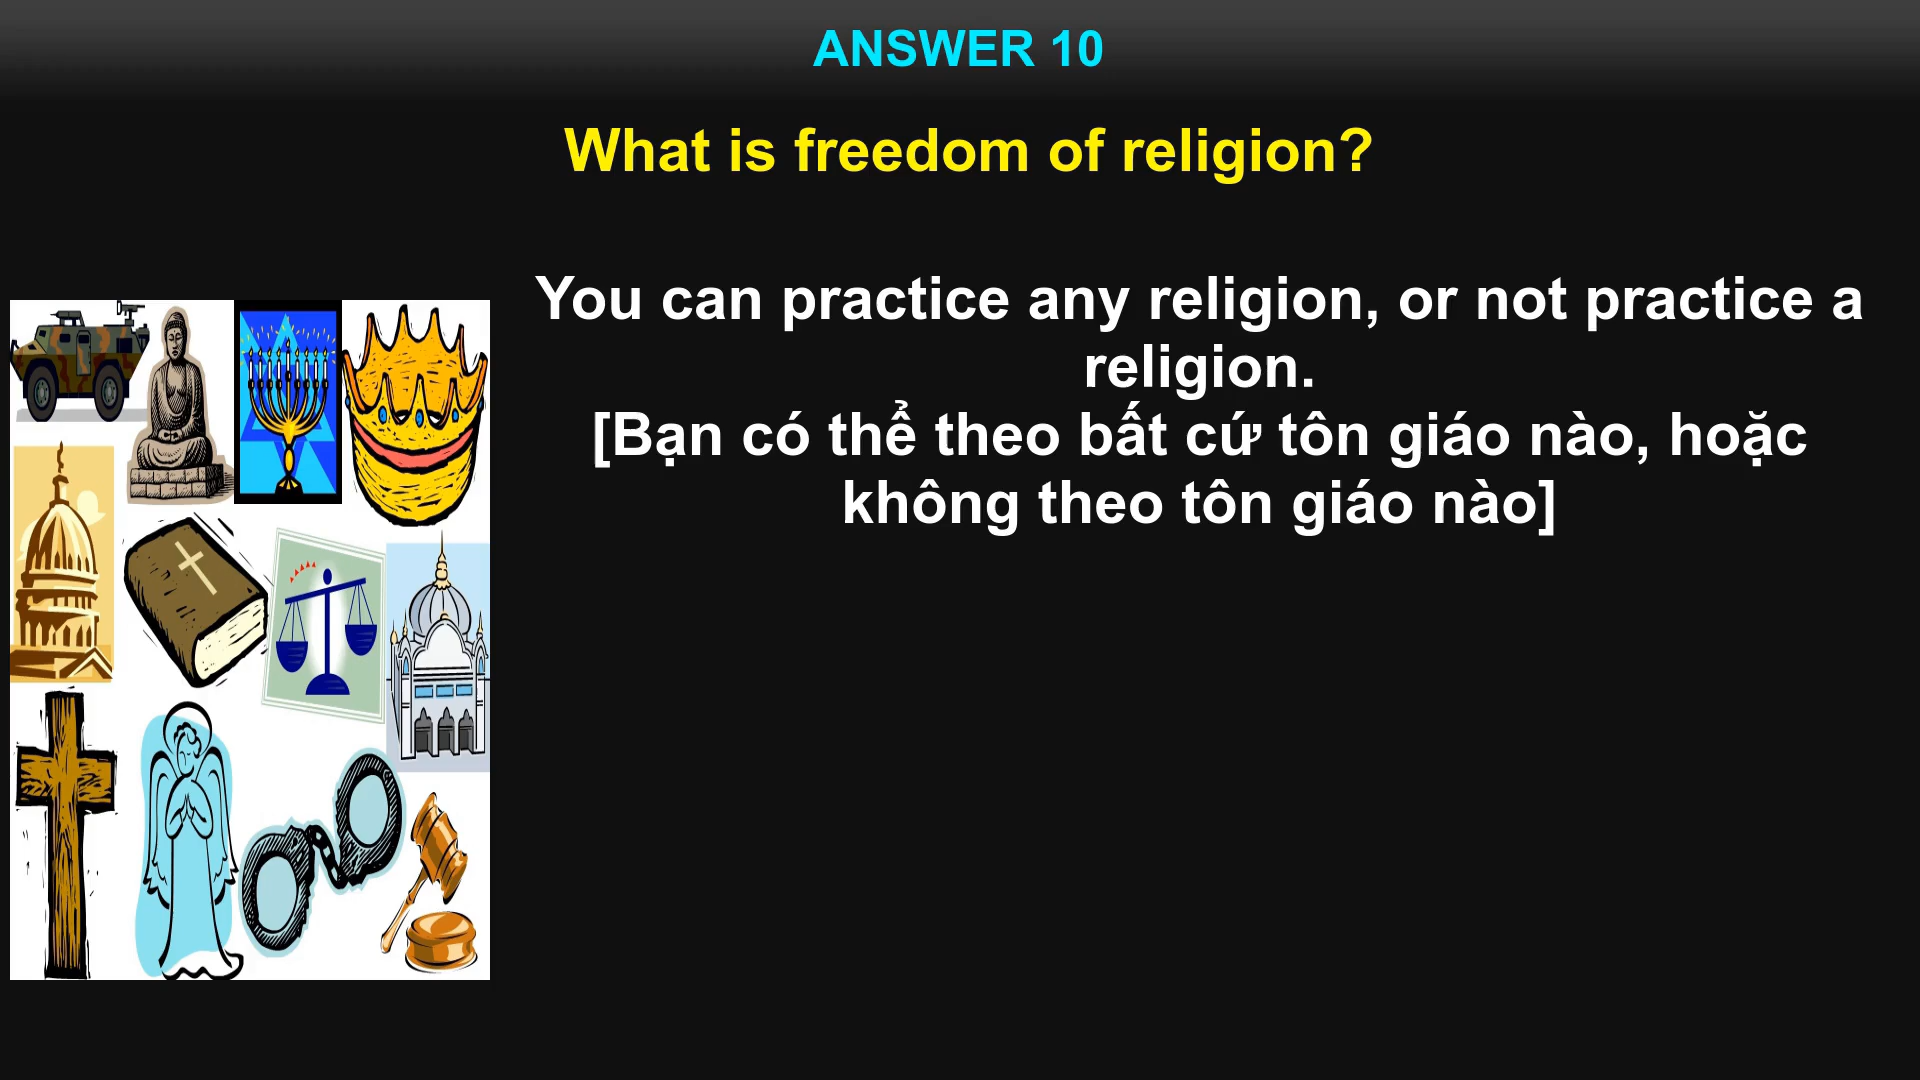 ANSWER 10
What is freedom of religion?
You can practice any religion, or not practice a
religion.
[Bạn có thể theo bất cứ tôn giáo nào, hoặc
không theo tôn giáo nào]